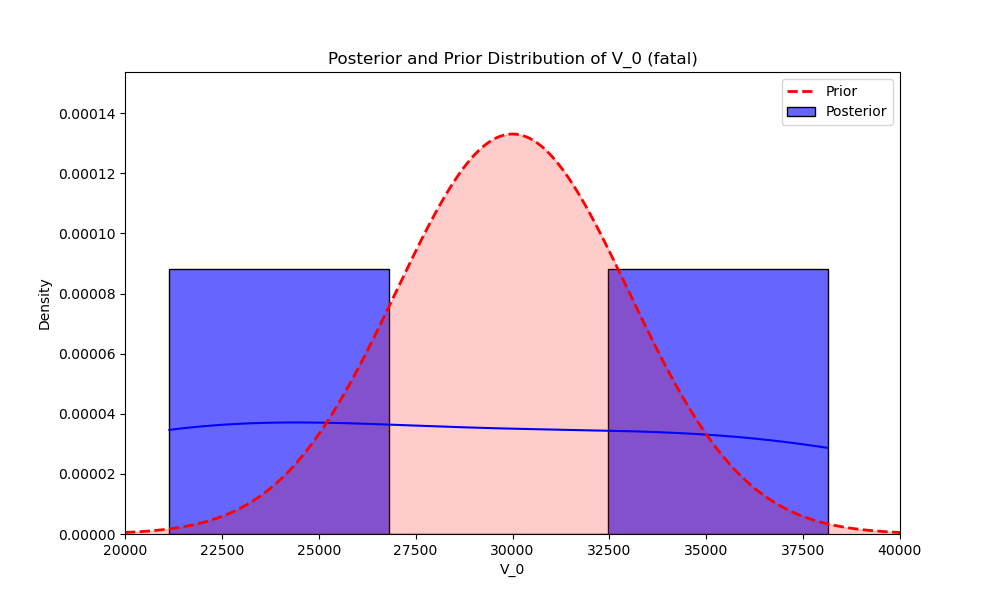 Posterior and Prior Distribution of V_0 (fatal)
Prior
Posterior
0.00014
0.00012
0.00010
0.00008
0.00006
0.00004
0.00002
0.00000
Density
20000 22500 25000 27500 30000 32500 35000 37500 40000
V_0